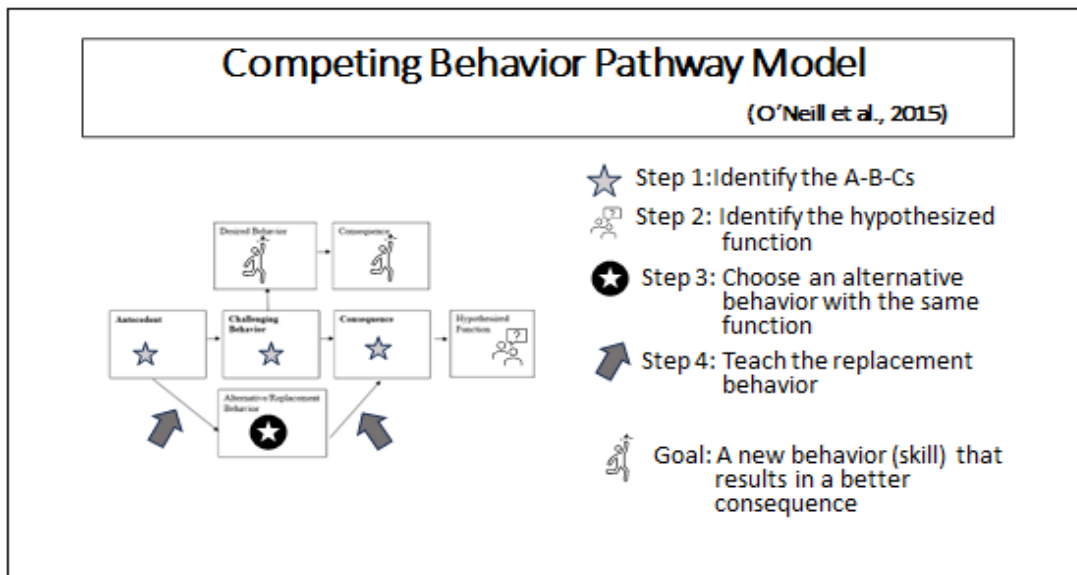 Competing Behavior Pathway Model
(O'Neill et al., 2015)
Step 1:Identify the A-B-Cs
Step 2: Identify the hypothesized
function
Step 3: Choose an alternative
behavior with the same
function
Step 4: Teach the replacement
behavior
Goal: A new behavior (skill) that
results in a better
consequence
Desired Behavior
Consequence
Antecedent
Challenging
Behavior
Consequence
Hypothesized
Function
?
Alternative/Replacement
Behavior
?